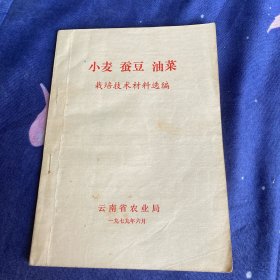 小麦 蚕豆 油菜
栽培技术材料选编
云南省农业局
一九七九年六月